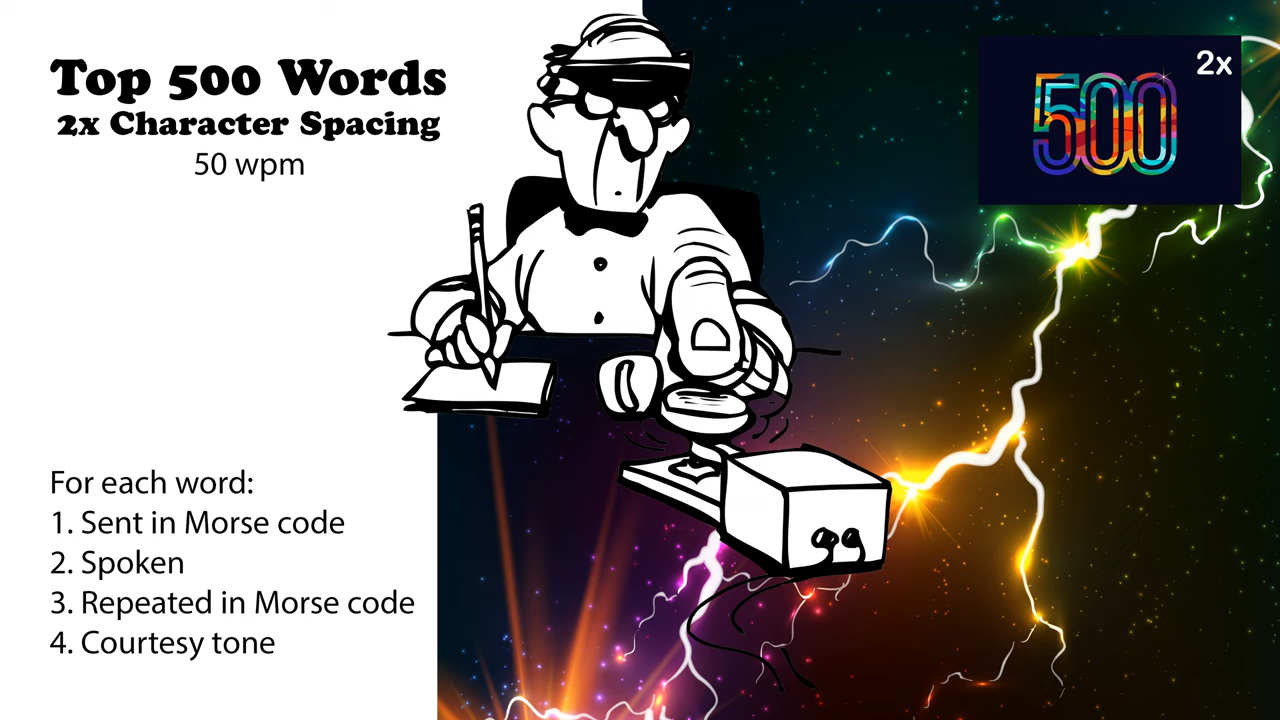 Top 500 Words
2x Character Spacing
50 wpm
2x
500
For each word:
1. Sent in Morse code
2. Spoken
3. Repeated in Morse code
4. Courtesy tone